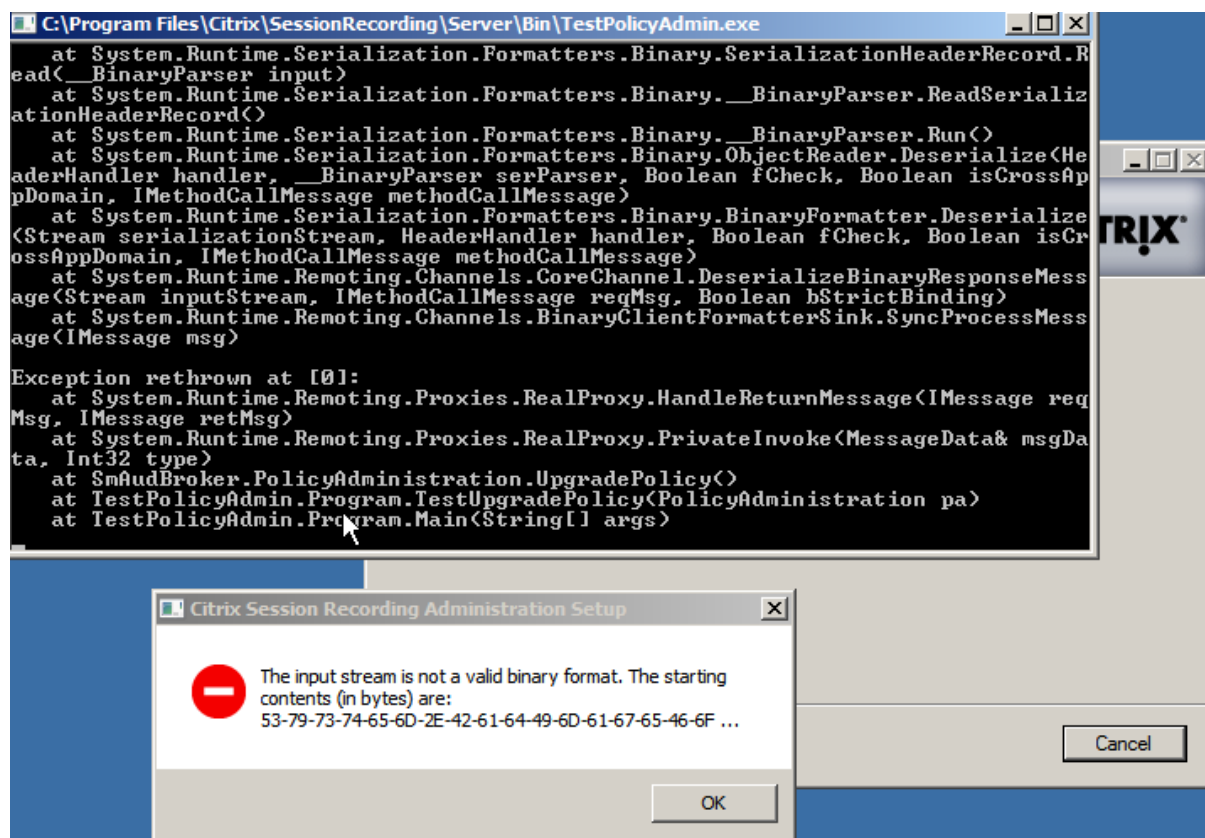 C:\Program Files\Citrix\SessionRecording\Server\Bin\TestPolicyAdmin.exe
   at System.Runtime.Serialization.Formatters.Binary.SerializationHeaderRecord.R
ead(__BinaryParser input)
   at System.Runtime.Serialization.Formatters.Binary.__BinaryParser.ReadSerializ
ationHeaderRecord()
   at System.Runtime.Serialization.Formatters.Binary.__BinaryParser.Run()
   at System.Runtime.Serialization.Formatters.Binary.ObjectReader.Deserialize(He
aderHandler handler, __BinaryParser serParser, Boolean fCheck, Boolean isCrossAp
pDomain, IMethodCallMessage methodCallMessage)
   at System.Runtime.Serialization.Formatters.Binary.BinaryFormatter.Deserialize
(Stream serializationStream, HeaderHandler handler, Boolean fCheck, Boolean isCr
ossAppDomain, IMethodCallMessage methodCallMessage)
   at System.Runtime.Remoting.Channels.CoreChannel.DeserializeBinaryResponseMess
age(Stream inputStream, IMethodCallMessage reqMsg, Boolean bStrictBinding)
   at System.Runtime.Remoting.Channels.BinaryClientFormatterSink.SyncProcessMess
age(IMessage msg)
Exception rethrown at [0]:
   at System.Runtime.Remoting.Proxies.RealProxy.HandleReturnMessage(IMessage req
Msg, IMessage retMsg)
   at System.Runtime.Remoting.Proxies.RealProxy.PrivateInvoke(MessageData& msgDa
ta, Int32 type)
   at SmAudBroker.PolicyAdministration.UpgradePolicy()
   at TestPolicyAdmin.Program.TestUpgradePolicy(PolicyAdministration pa)
   at TestPolicyAdmin.Program.Main(String[] args)
TRIX
Citrix Session Recording Administration Setup
The input stream is not a valid binary format. The starting
contents (in bytes) are:
53-79-73-74-65-6D-2E-42-61-64-49-6D-61-67-65-46-6F ...
OK
Cancel